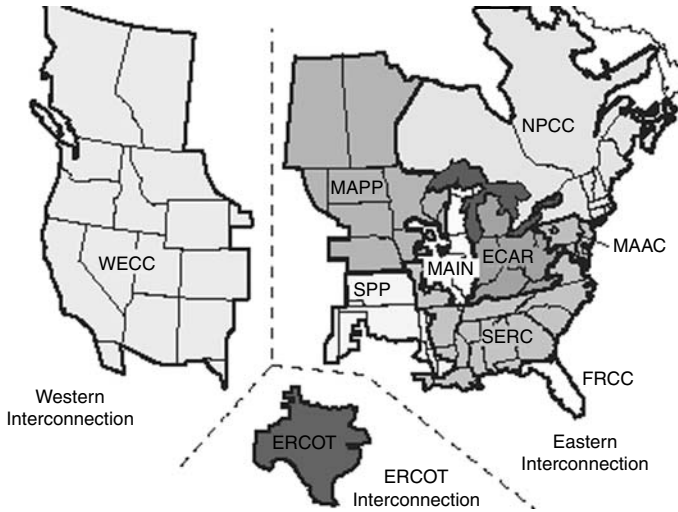 NPCC
MAPP
MAAC
WECC
MAIN
ECAR
SPP
SERC
FRCC
Western
Interconnection
ERCOT
ERCOT
Interconnection
Eastern
Interconnection